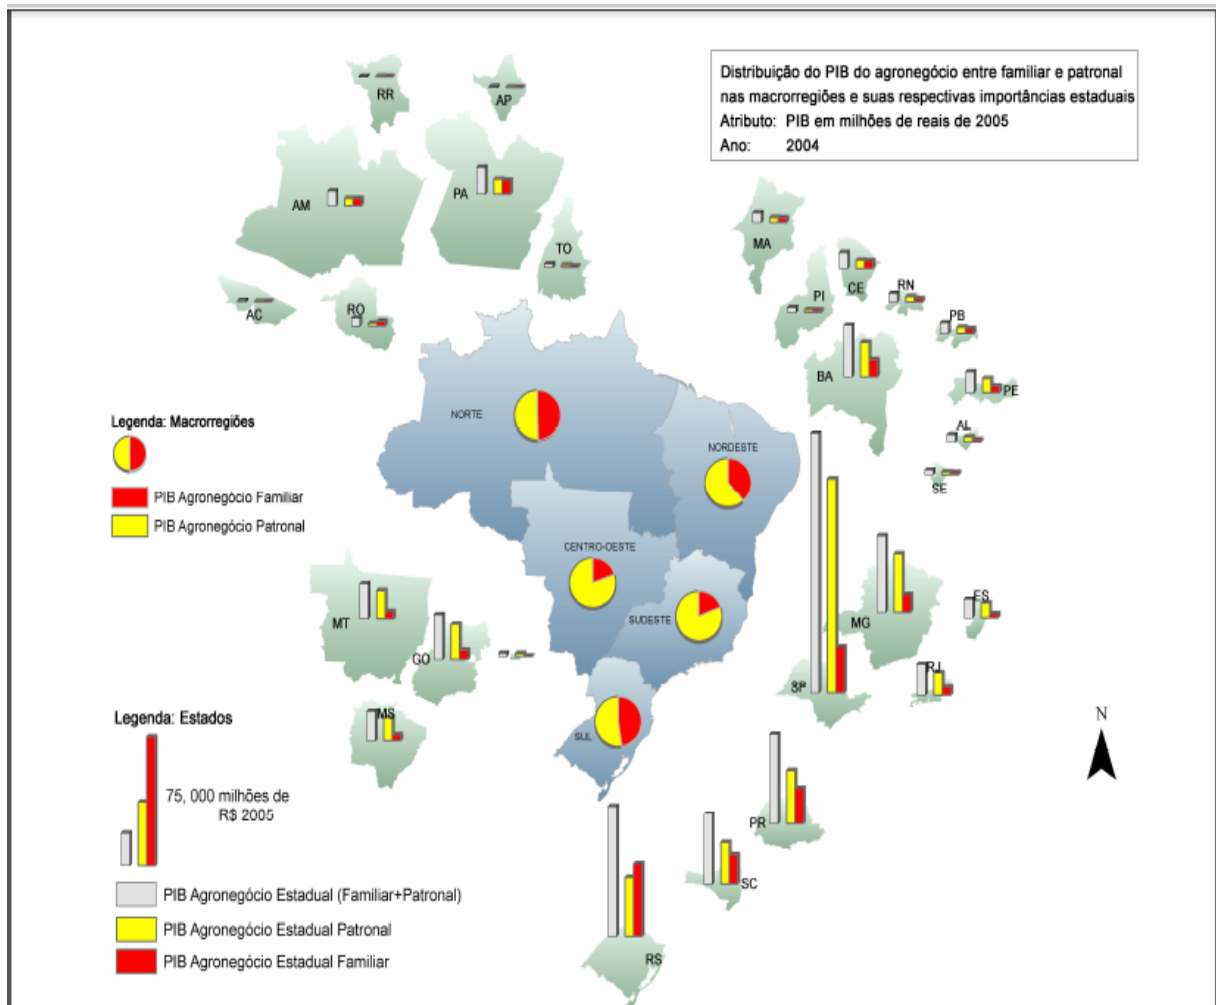 Distribuição do PIB do agronegócio entre familiar e patronal
nas macrorregiões e suas respectivas importâncias estaduais
Atributo: PIB em milhões de reais de 2005
Ano: 2004
RR
AP
AM
PA
TO
AC
RO
MA
PI
CE
RN
PB
BA
PE
AL
SE
NORTE
NORDESTE
CENTRO-OESTE
SUDESTE
SUL
Legenda: Macrorregiões
PIB Agronegócio Familiar
PIB Agronegócio Patronal
MT
GO
MS
MG
ES
SP
RJ
N
PR
SC
RS
Legenda: Estados
75, 000 milhões de
R$ 2005
PIB Agronegócio Estadual (Familiar+Patronal)
PIB Agronegócio Estadual Patronal
PIB Agronegócio Estadual Familiar